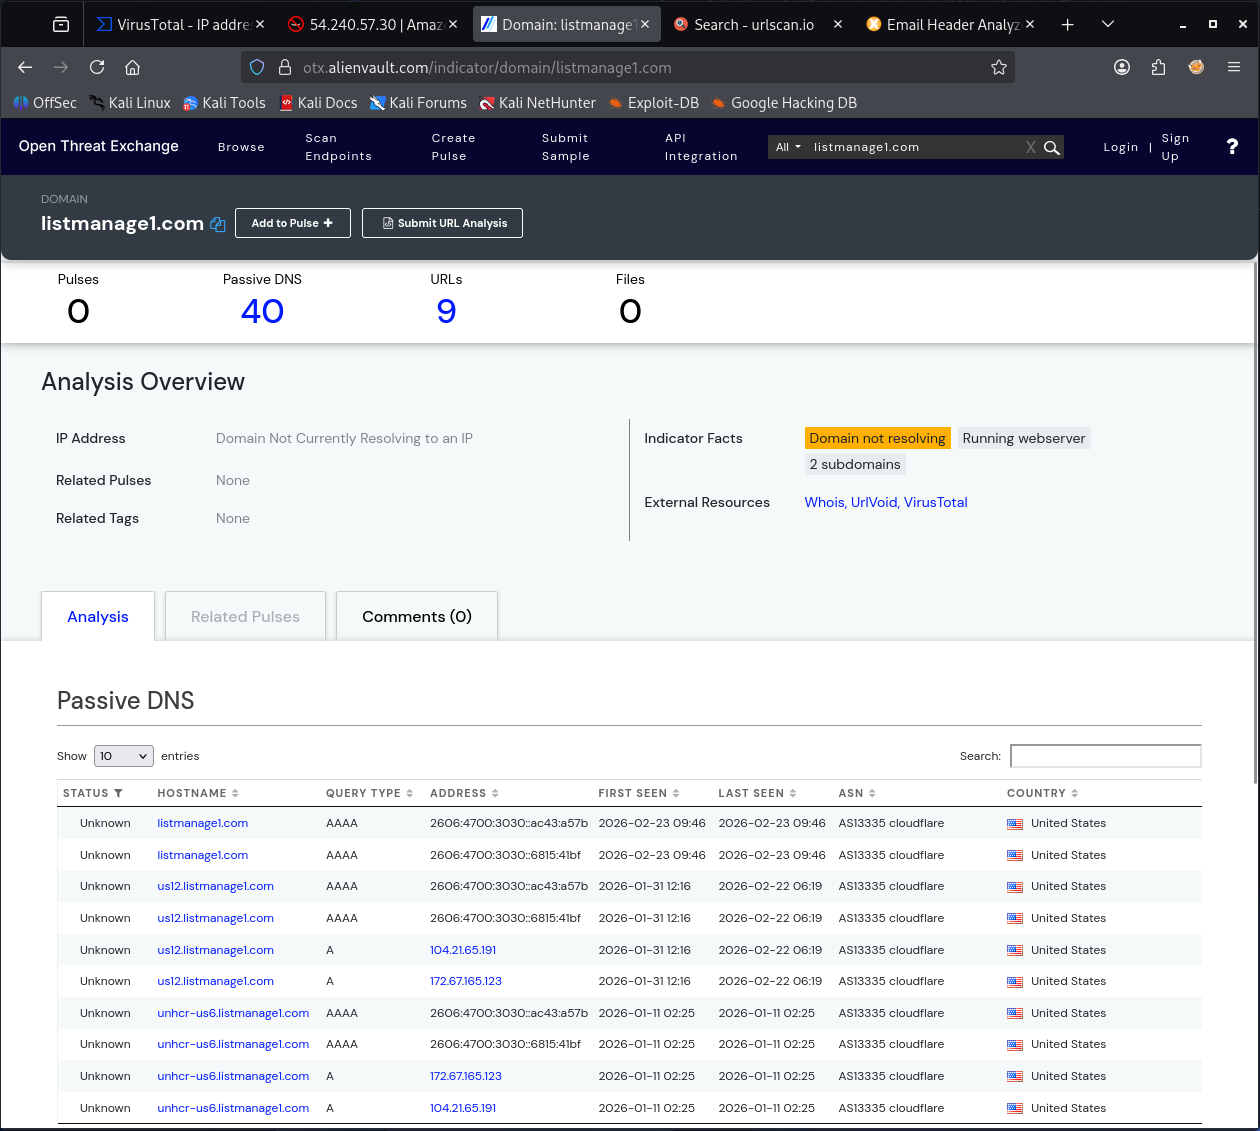 VirusTotal - IP addre
54.240.57.30 | Amaz
Domain: listmanage1
Search - urlscan.io
Email Header Analyz
otx.alienvault.com/indicator/domain/listmanage1.com
OffSec
Kali Linux
Kali Tools
Kali Docs
Kali Forums
Kali NetHunter
Exploit-DB
Google Hacking DB
Open Threat Exchange
Browse
Scan Endpoints
Create Pulse
Submit Sample
API Integration
All
listmanage1.com
X
Login | Sign Up
?
DOMAIN
listmanage1.com
Add to Pulse +
Submit URL Analysis
Pulses Passive DNS URLs Files
0 40 9 0
Analysis Overview
IP Address Domain Not Currently Resolving to an IP
Related Pulses None
Related Tags None
Indicator Facts Domain not resolving Running webserver
2 subdomains
External Resources Whois, UrlVoid, VirusTotal
Analysis
Related Pulses
Comments (0)
Passive DNS
Show 10 entries
Search:
STATUS HOSTNAME QUERY TYPE ADDRESS FIRST SEEN LAST SEEN ASN COUNTRY
Unknown listmanage1.com AAAA 2606:4700:3030::ac43:a57b 2026-02-23 09:46 2026-02-23 09:46 AS13335 cloudflare United States
Unknown listmanage1.com AAAA 2606:4700:3030::6815:41bf 2026-02-23 09:46 2026-02-23 09:46 AS13335 cloudflare United States
Unknown us12.listmanage1.com AAAA 2606:4700:3030::ac43:a57b 2026-01-31 12:16 2026-02-22 06:19 AS13335 cloudflare United States
Unknown us12.listmanage1.com AAAA 2606:4700:3030::6815:41bf 2026-01-31 12:16 2026-02-22 06:19 AS13335 cloudflare United States
Unknown us12.listmanage1.com A 104.21.65.191 2026-01-31 12:16 2026-02-22 06:19 AS13335 cloudflare United States
Unknown us12.listmanage1.com A 172.67.165.123 2026-01-31 12:16 2026-02-22 06:19 AS13335 cloudflare United States
Unknown unhcr-us6.listmanage1.com AAAA 2606:4700:3030::ac43:a57b 2026-01-11 02:25 2026-01-11 02:25 AS13335 cloudflare United States
Unknown unhcr-us6.listmanage1.com AAAA 2606:4700:3030::6815:41bf 2026-01-11 02:25 2026-01-11 02:25 AS13335 cloudflare United States
Unknown unhcr-us6.listmanage1.com A 172.67.165.123 2026-01-11 02:25 2026-01-11 02:25 AS13335 cloudflare United States
Unknown unhcr-us6.listmanage1.com A 104.21.65.191 2026-01-11 02:25 2026-01-11 02:25 AS13335 cloudflare United States